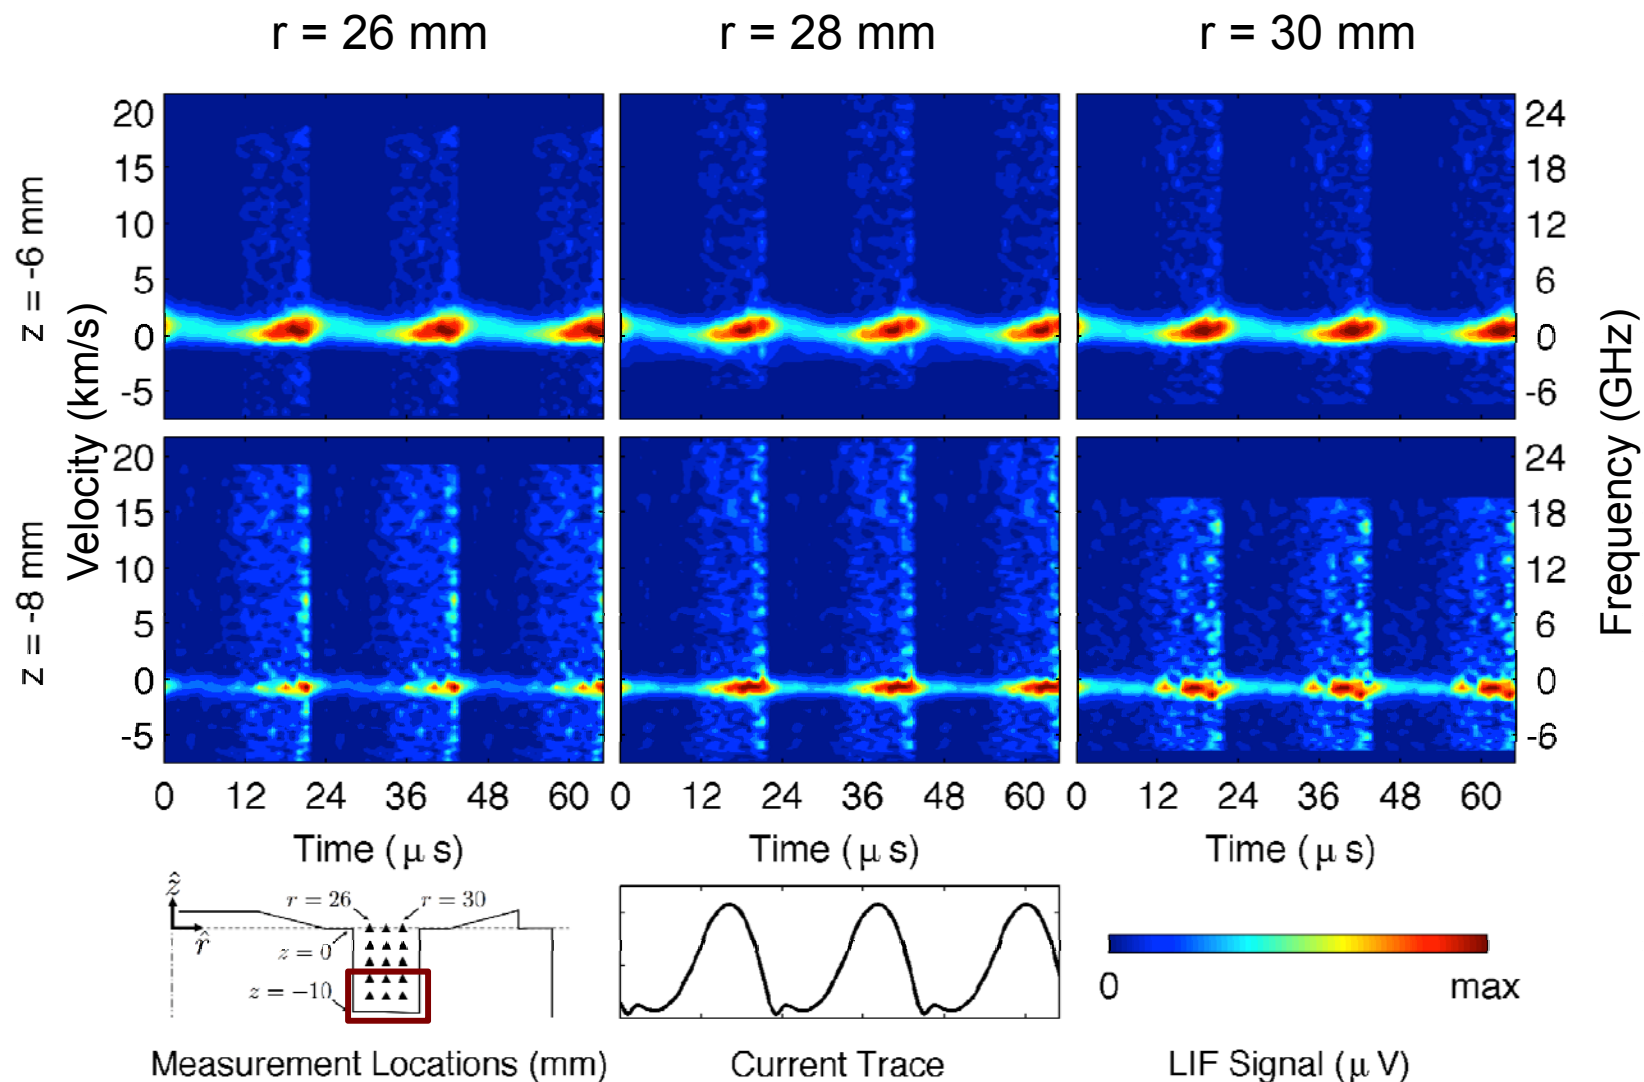 r = 26 mm
r = 28 mm
r = 30 mm
z = -6 mm
z = -8 mm
Velocity (km/s)
20
15
10
5
0
-5
24
18
12
6
0
-6
Frequency (GHz)
20
15
10
5
0
-5
24
18
12
6
0
-6
0 12 24 36 48 60
0 12 24 36 48 60
0 12 24 36 48 60
Time (μ s)
Time (μ s)
Time (μ s)
ẑ
r̂
r = 26
r = 30
z = 0
z = −10
0
max
Measurement Locations (mm)
Current Trace
LIF Signal (μ V)